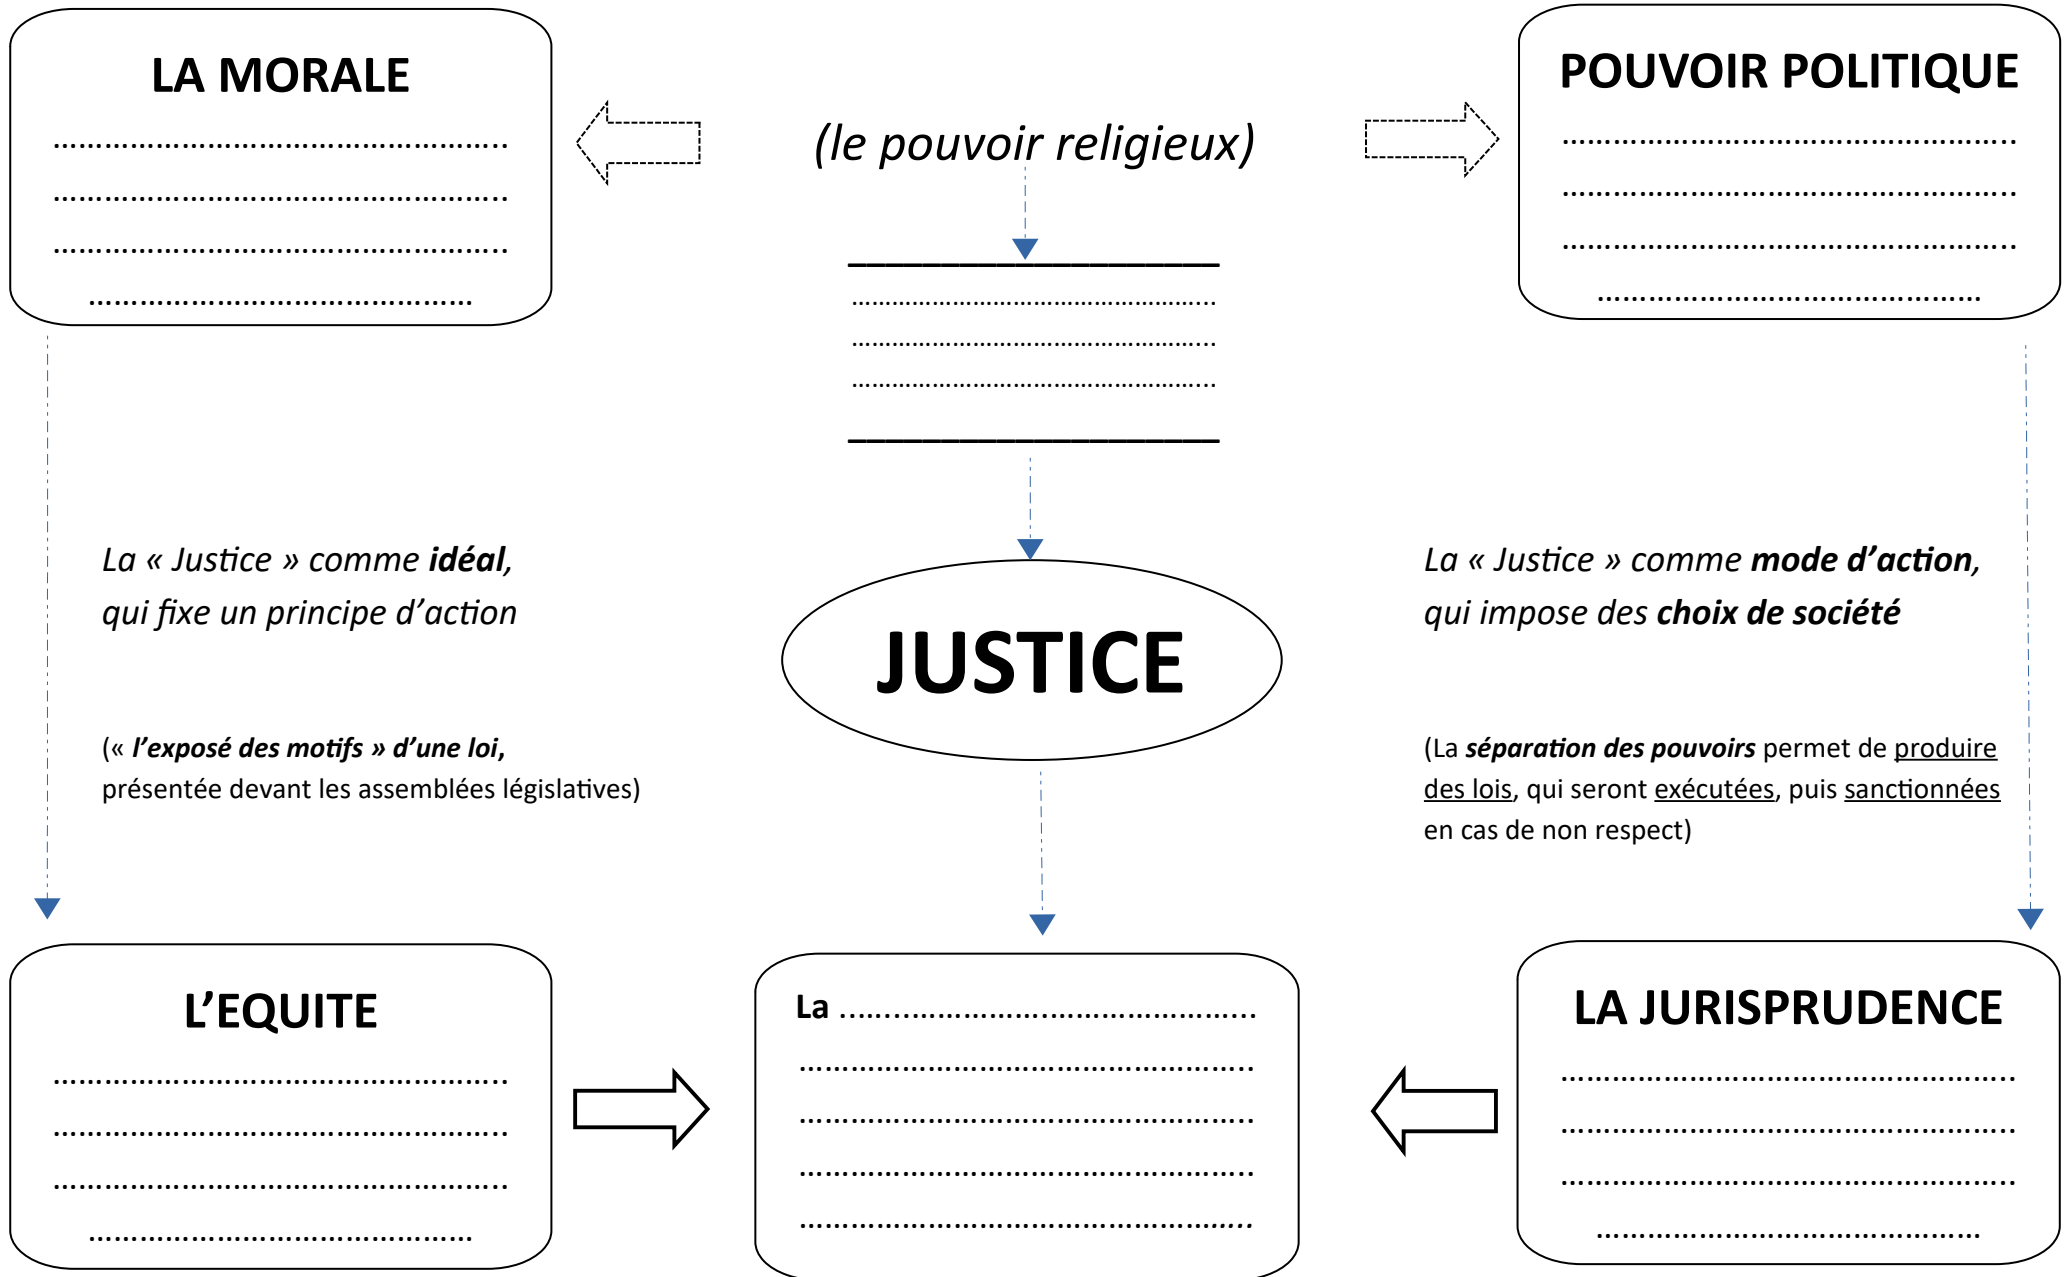 LA MORALE
……………………………………………..
……………………………………………..
……………………………………………..
………………………………………
(le pouvoir religieux)
POUVOIR POLITIQUE
……………………………………………..
……………………………………………..
……………………………………………..
………………………………………
____________________
……………………………………………...
……………………………………………...
……………………………………………...
____________________
La « Justice » comme idéal,
qui fixe un principe d’action
(« l’exposé des motifs » d’une loi,
présentée devant les assemblées législatives)
JUSTICE
La « Justice » comme mode d’action,
qui impose des choix de société
(La séparation des pouvoirs permet de produire
des lois, qui seront exécutées, puis sanctionnées
en cas de non respect)
L’EQUITE
……………………………………………..
……………………………………………..
……………………………………………..
………………………………………
La …………………………………………...
……………………………………………..
……………………………………………..
……………………………………………..
……………………………………………..
LA JURISPRUDENCE
……………………………………………..
……………………………………………..
……………………………………………..
………………………………………